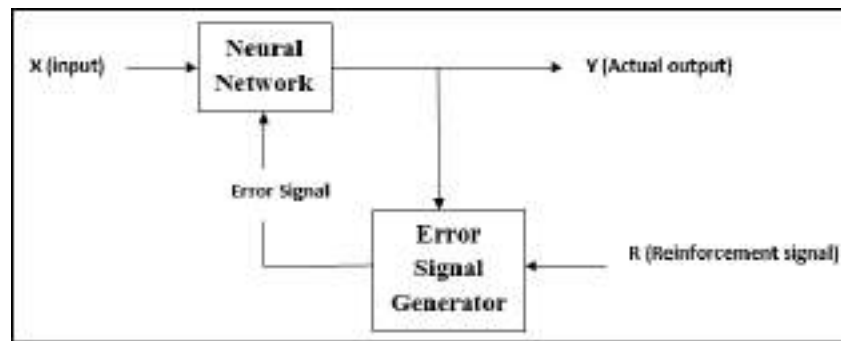 X (input)
Neural
Network
Y (Actual output)
Error Signal
Error
Signal
Generator
R (Reinforcement signal)